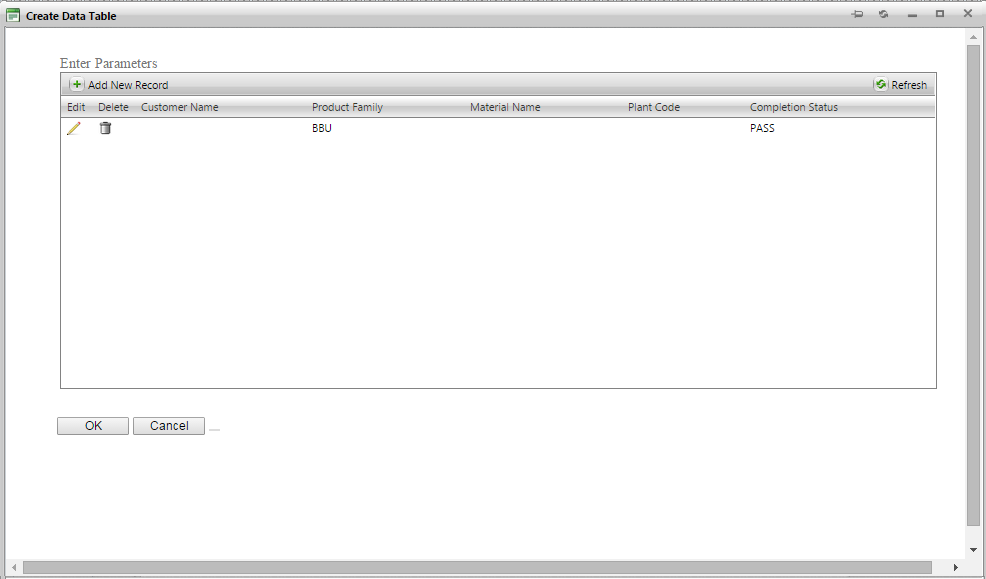 Create Data Table
Enter Parameters
Add New Record Refresh
Edit Delete Customer Name Product Family Material Name Plant Code Completion Status
BBU PASS
OK Cancel